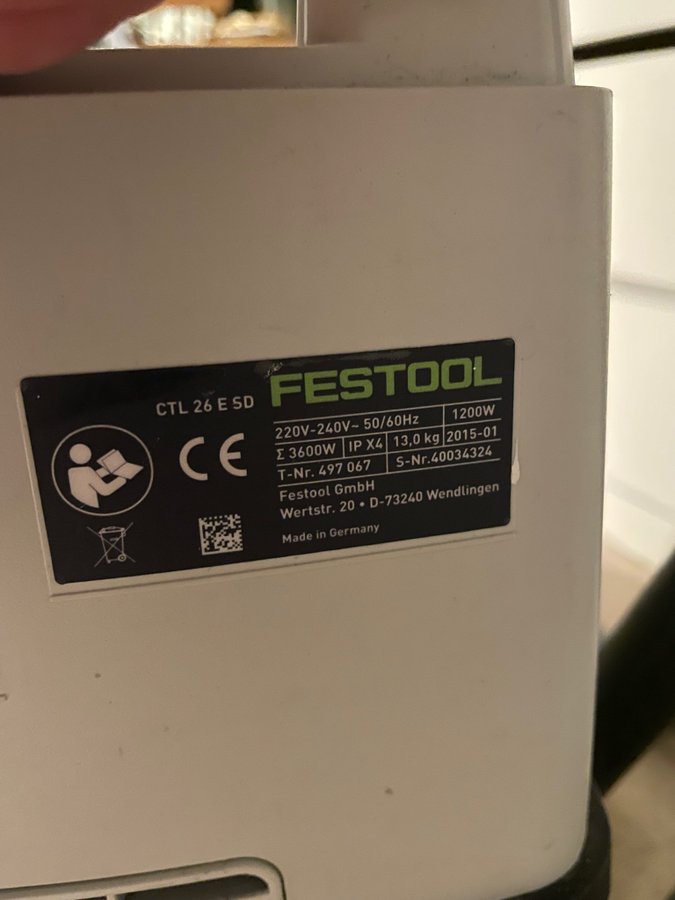 FESTOOL
CTL 26 E SD
220V-240V~ 50/60Hz 1200W
Σ 3600W IP X4 13,0 kg 2015-01
T-Nr. 497 067 S-Nr.40034324
Festool GmbH
Wertstr. 20 • D-73240 Wendlingen
Made in Germany
CE